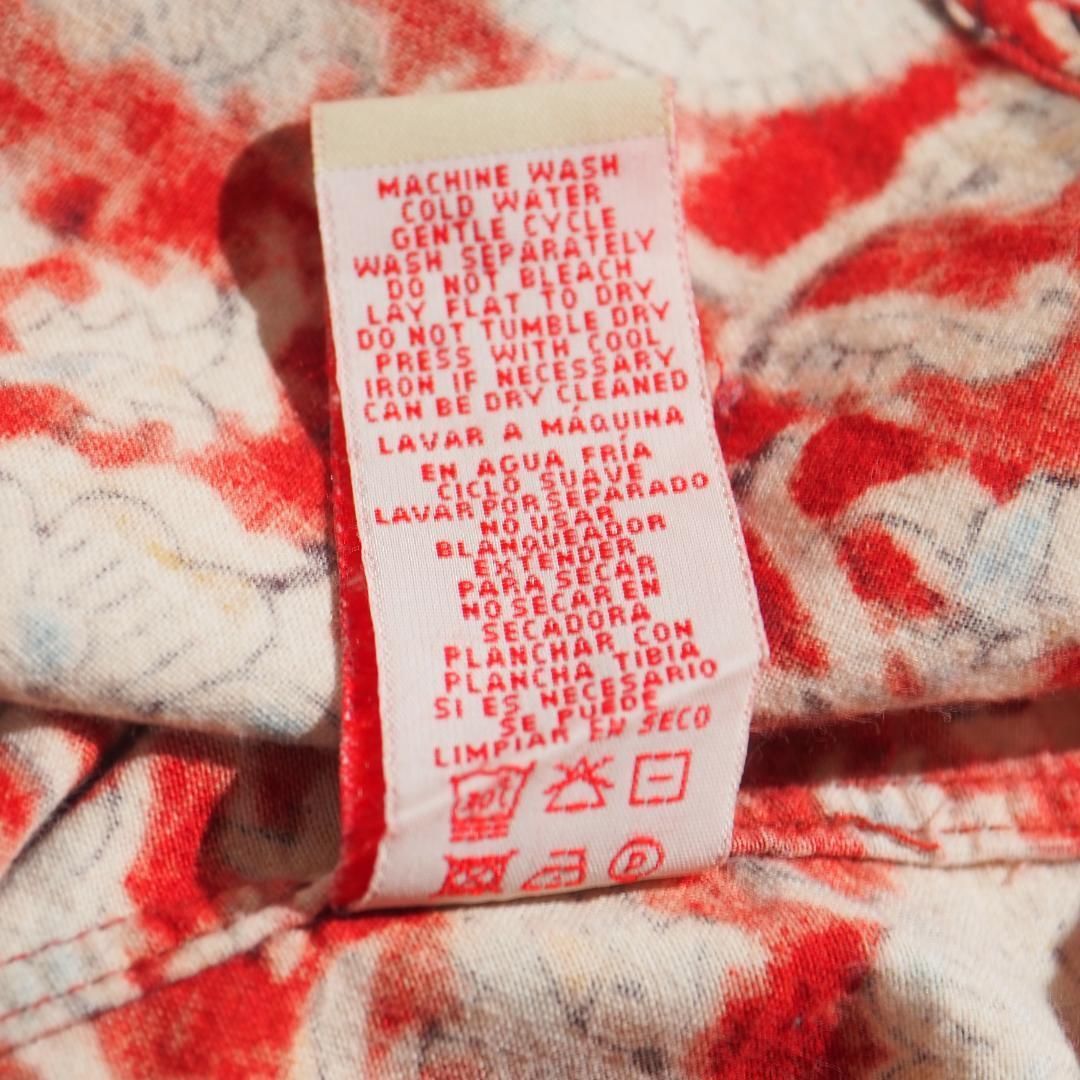 MACHINE WASH
COLD WATER
GENTLE CYCLE
WASH SEPARATELY
DO NOT BLEACH
LAY FLAT TO DRY
DO NOT TUMBLE DRY
PRESS WITH COOL
IRON IF NECESSARY
CAN BE DRY CLEANED
LAVAR A MÁQUINA
EN AGUA FRÍA
CICLO SUAVE
LAVAR POR SEPARADO
NO USAR
BLANQUEADOR
EXTENDER
PARA SECAR
NO SECAR EN
SECADORA
PLANCHAR CON
PLANCHA TIBIA
SI ES NECESARIO
SE PUEDE
LIMPIAR EN SECO
30°C
P